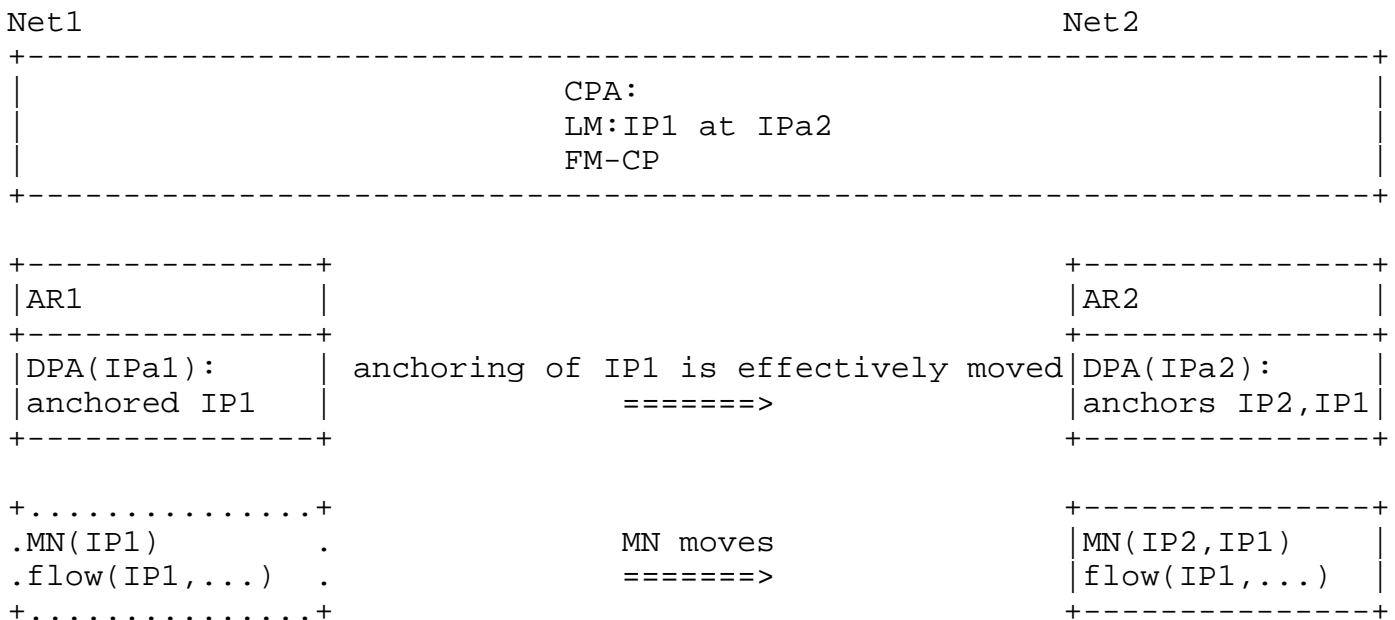 Net1                                                      Net2
+-----------------------------------------------------------------------+
|                            CPA:                                       |
|                            LM:IP1 at IPa2                             |
|                            FM-CP                                      |
+-----------------------------------------------------------------------+

+---------------+                                       +---------------+
|AR1            |                                       |AR2            |
+---------------+                                       +---------------+
|DPA(IPa1):     | anchoring of IP1 is effectively moved|DPA(IPa2):     |
|anchored IP1   |               =======>                |anchors IP2,IP1|
+---------------+                                       +---------------+

+...............+                                       +---------------+
.MN(IP1)        .               MN moves                |MN(IP2,IP1)    |
.flow(IP1,...)  .               =======>                |flow(IP1,...)  |
+...............+                                       +---------------+